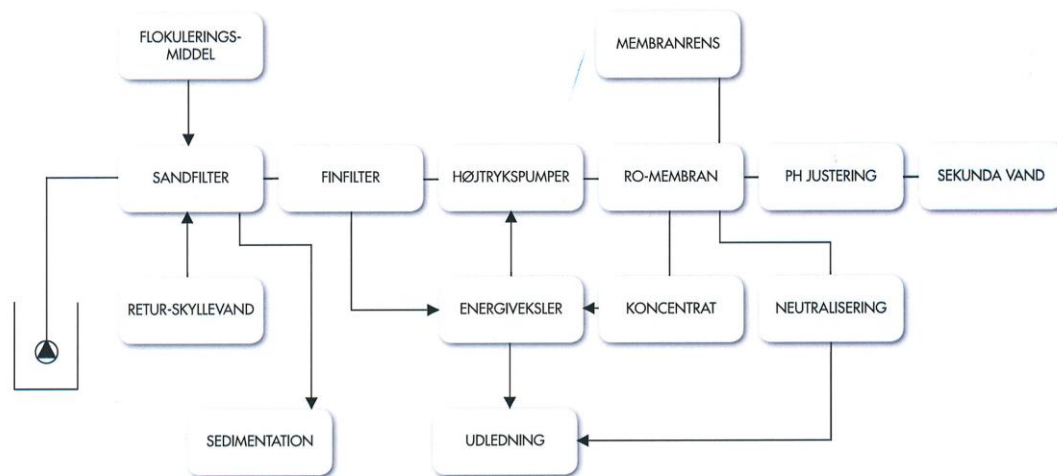 FLOKULERINGS-
MIDDEL
MEMBRANRENS
SANDFILTER
FINFILTER
HØJTRYKSPUMPER
RO-MEMBRAN
PH JUSTERING
SEKUNDA VAND
RETUR-SKYLLEVAND
ENERGIVEKSLER
KONCENTRAT
NEUTRALISERING
SEDIMENTATION
UDLEDNING